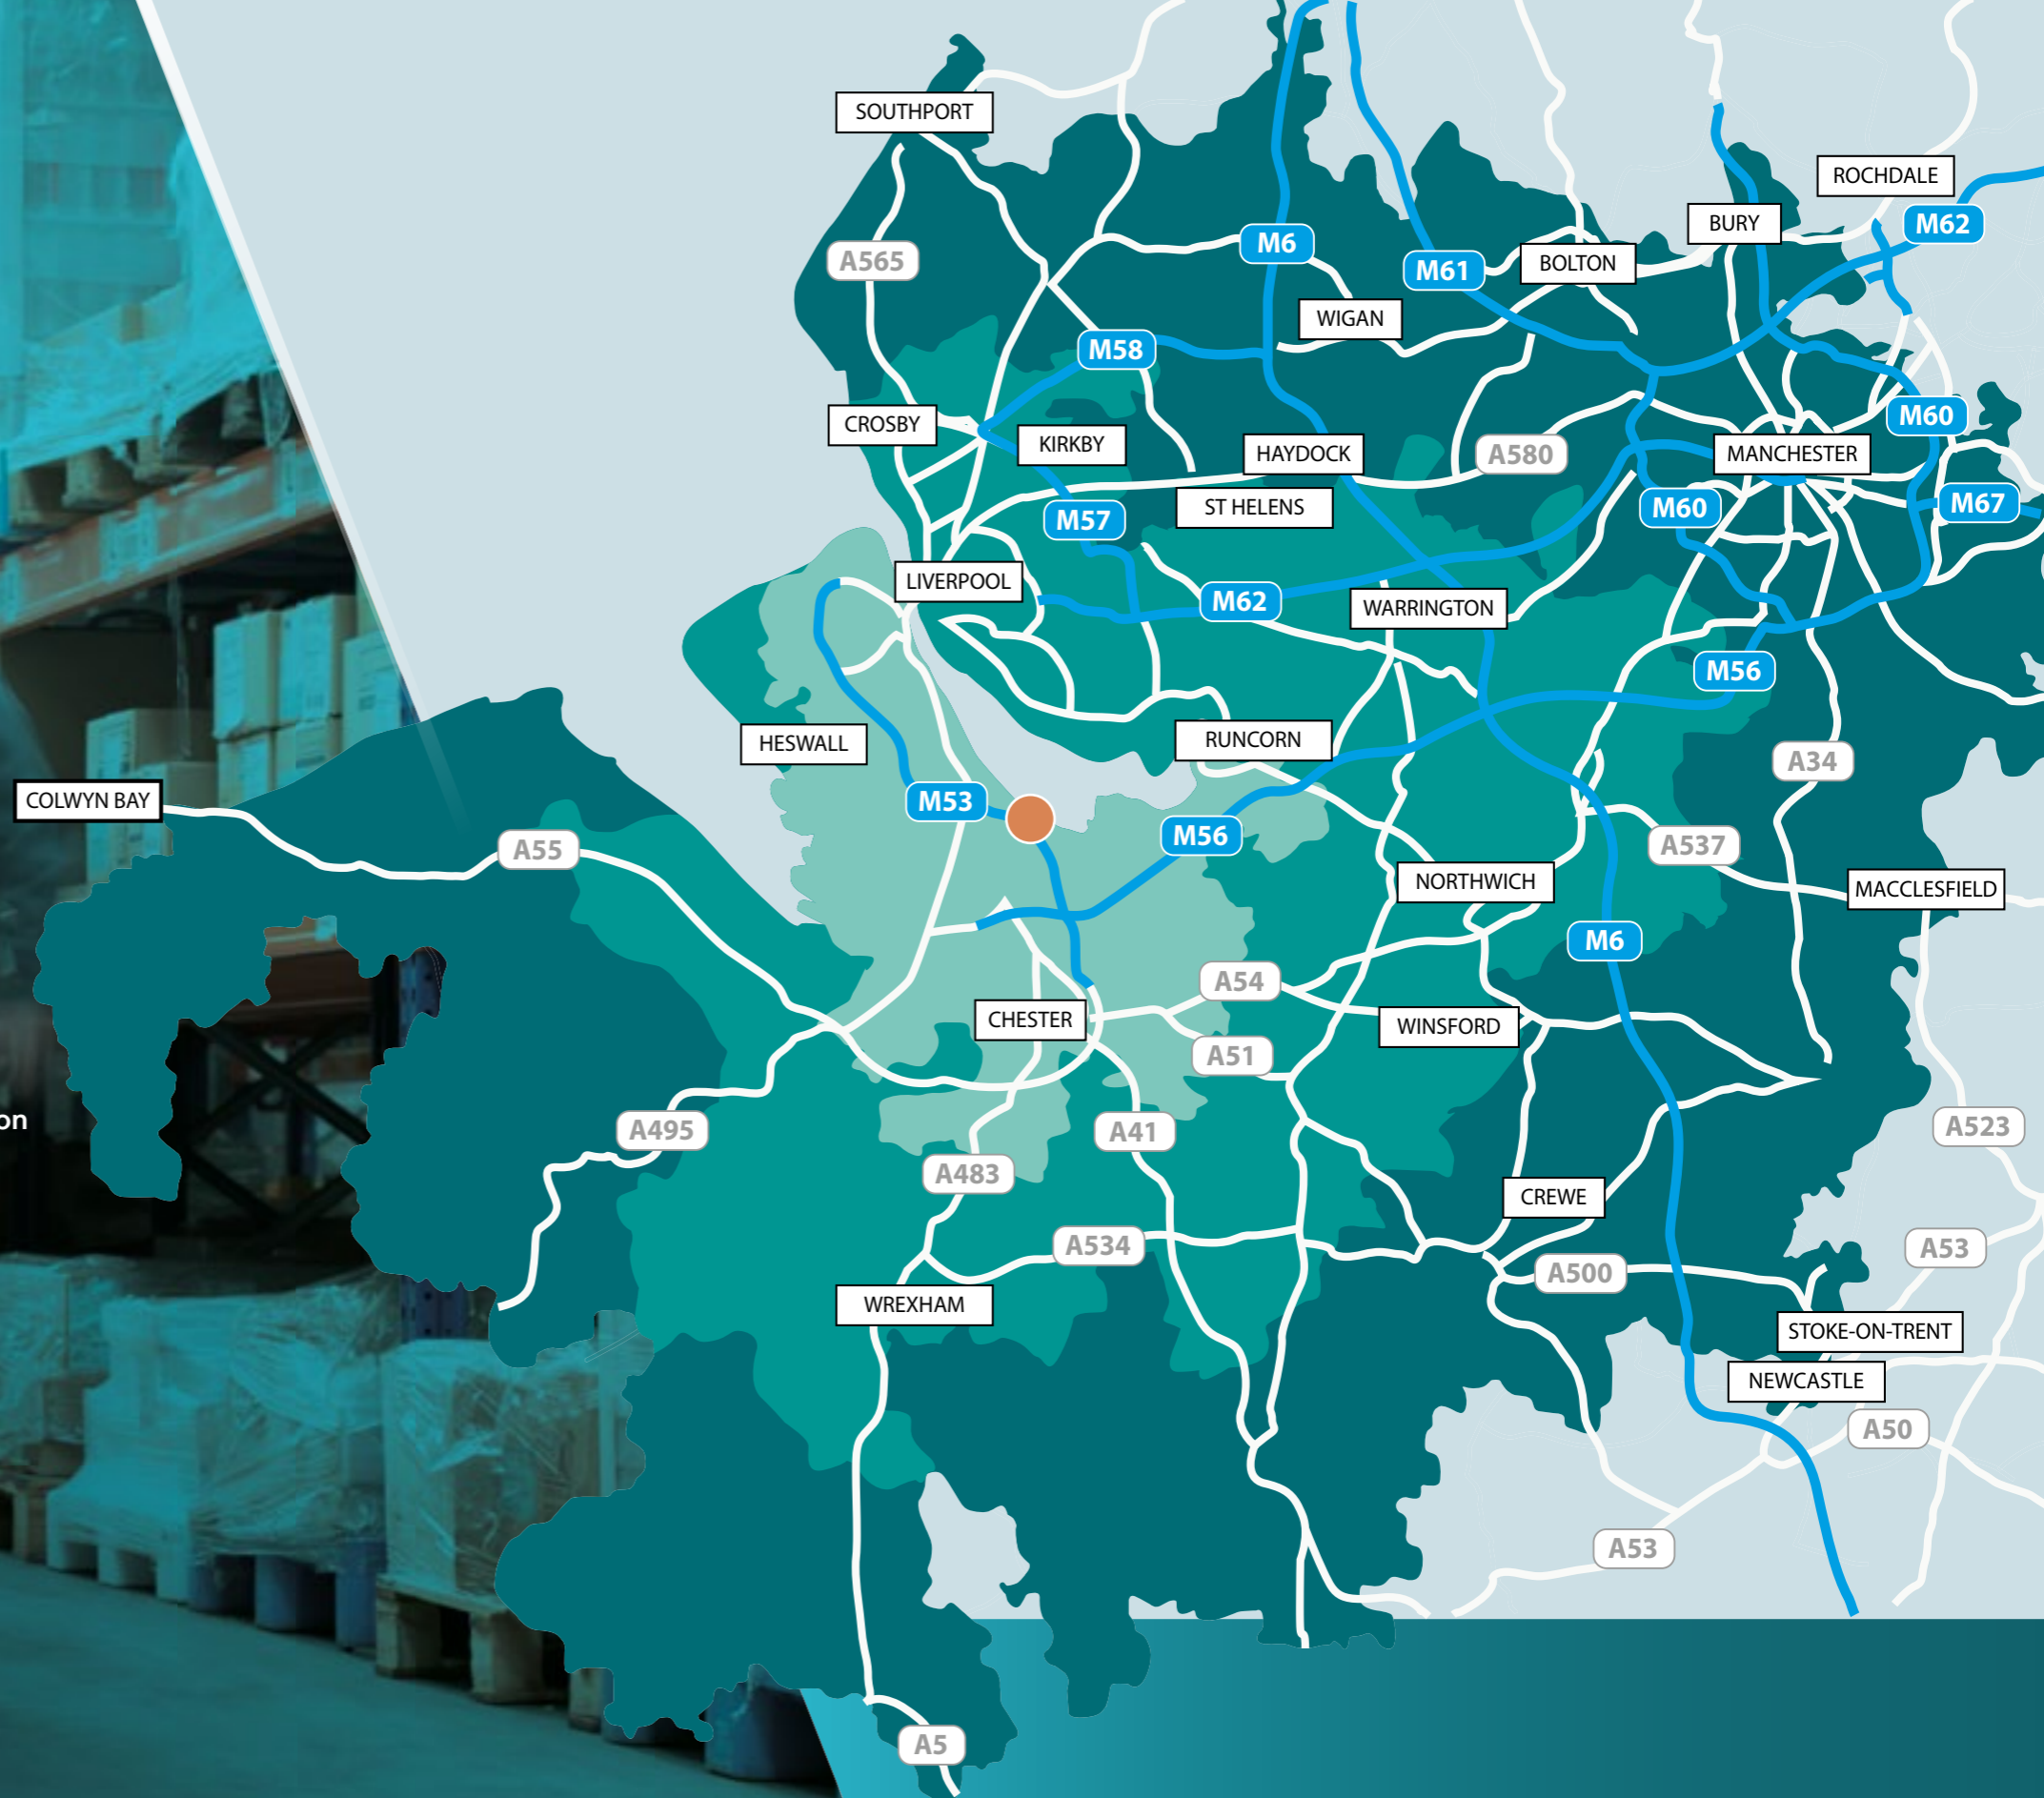 SOUTHPORT
ROCHDALE
BURY
M62
M6
A565
M61
BOLTON
WIGAN
M58
CROSBY
KIRKBY
HAYDOCK
A580
MANCHESTER
M60
ST HELENS
M57
M60
M67
LIVERPOOL
M62
WARRINGTON
M56
HESWALL
RUNCORN
A34
COLWYN BAY
M53
M56
A55
A537
NORTHWICH
MACCLESFIELD
M6
A54
CHESTER
WINSFORD
A51
on
A495
A41
A523
A483
CREWE
A534
A53
A500
WREXHAM
STOKE-ON-TRENT
NEWCASTLE
A50
A53
A5